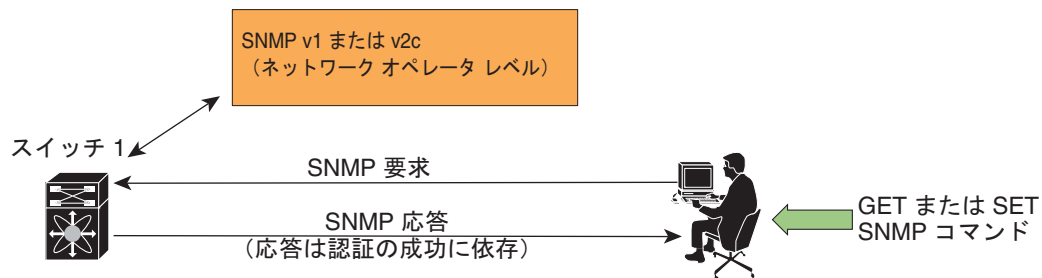 SNMP v1 または v2c
（ネットワーク オペレータ レベル）
スイッチ 1
SNMP 要求
SNMP 応答
（応答は認証の成功に依存）
GET または SET
SNMP コマンド